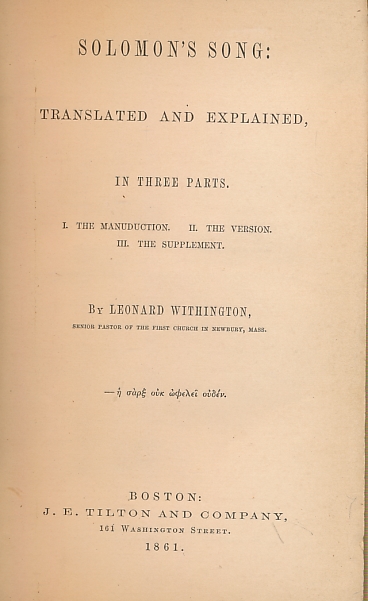 SOLOMON'S SONG:
TRANSLATED AND EXPLAINED,
IN THREE PARTS.
I. THE MANUDUCTION. II. THE VERSION.
III. THE SUPPLEMENT.
By LEONARD WITHINGTON,
SENIOR PASTOR OF THE FIRST CHURCH IN NEWBURY, MASS.
— ἡ σὰρξ οὐκ ὠφελεῖ οὐδέν.
BOSTON:
J. E. TILTON AND COMPANY,
161 Washington Street.
1861.